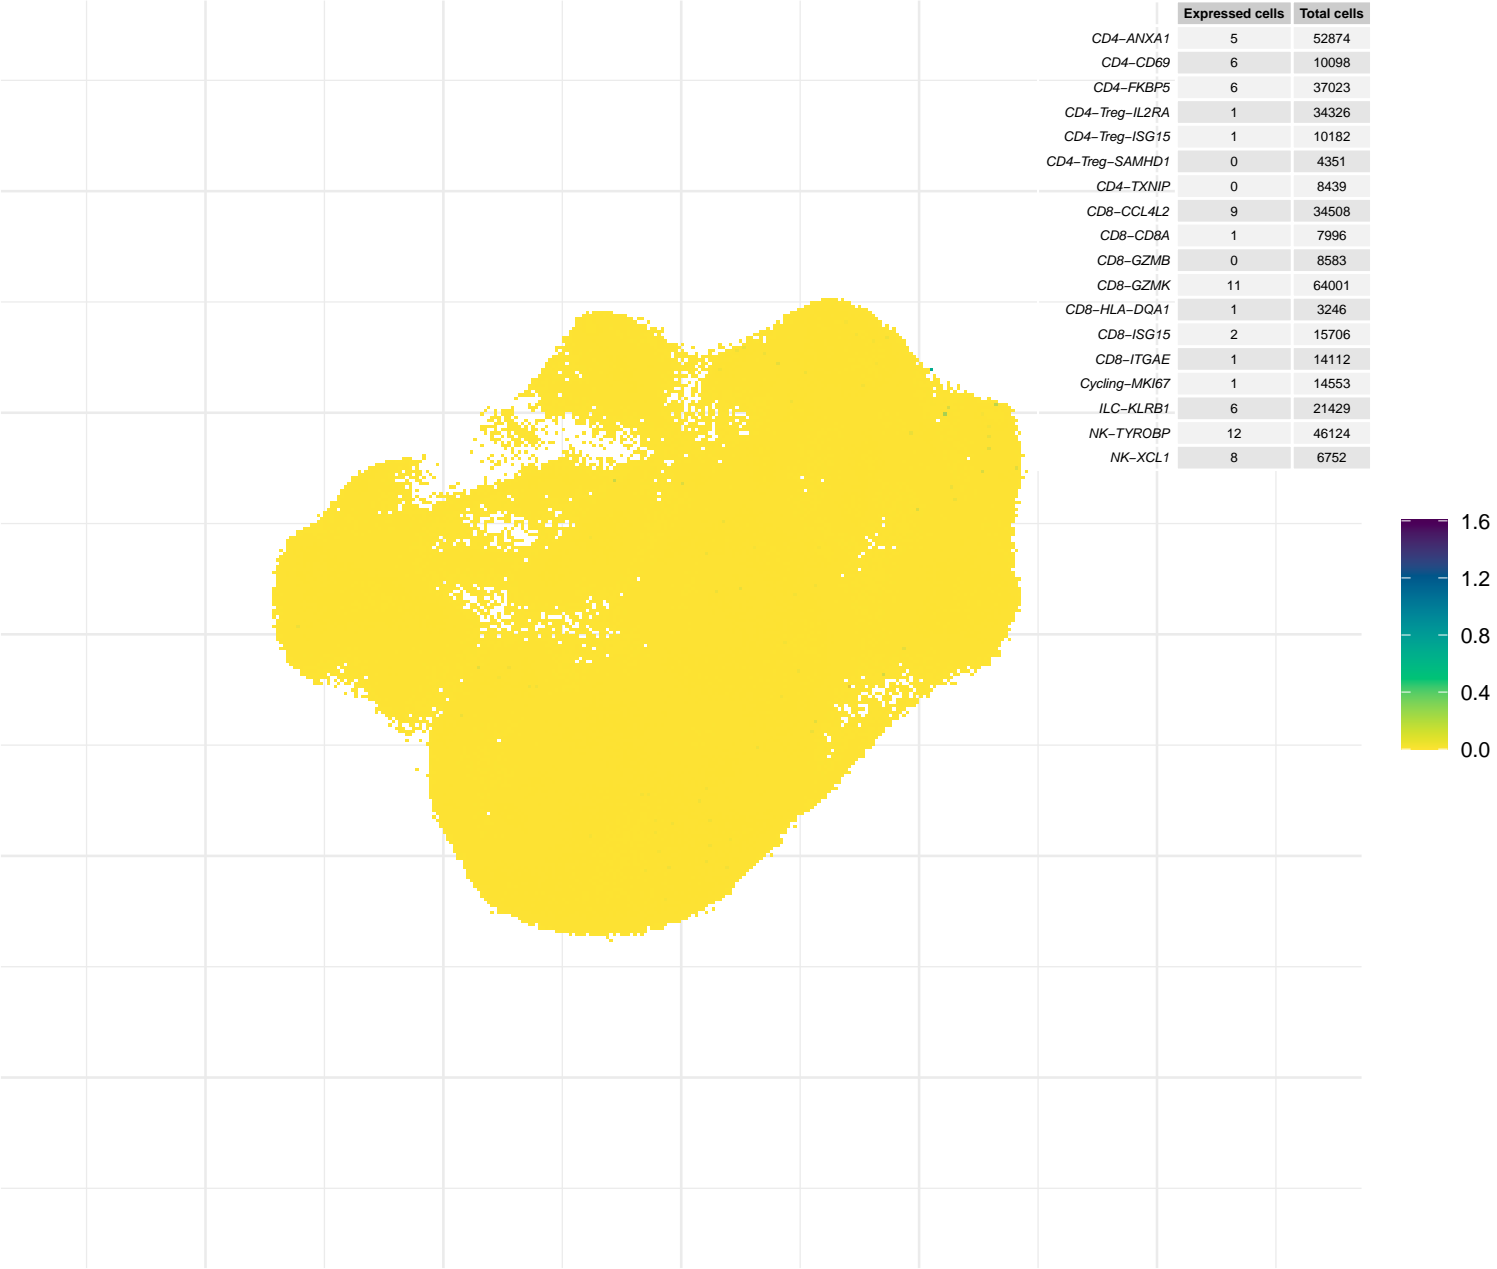 Expressed cells Total cells
CD4−ANXA1 5 52874
CD4−CD69 6 10098
CD4−FKBP5 6 37023
CD4−Treg−IL2RA 1 34326
CD4−Treg−ISG15 1 10182
CD4−Treg−SAMHD1 0 4351
CD4−TXNIP 0 8439
CD8−CCL4L2 9 34508
CD8−CD8A 1 7996
CD8−GZMB 0 8583
CD8−GZMK 11 64001
CD8−HLA−DQA1 1 3246
CD8−ISG15 2 15706
CD8−ITGAE 1 14112
Cycling−MKI67 1 14553
ILC−KLRB1 6 21429
NK−TYROBP 12 46124
NK−XCL1 8 6752
1.6
1.2
0.8
0.4
0.0